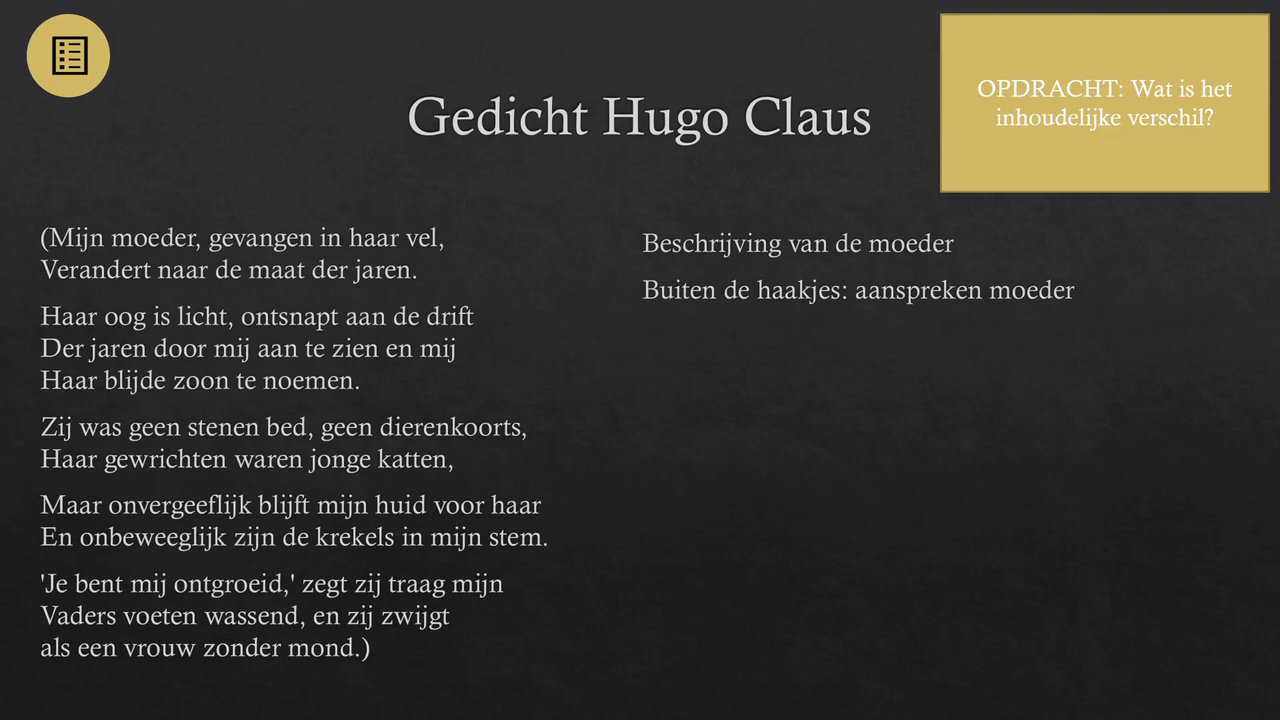 OPDRACHT: Wat is het
inhoudelijke verschil?
Gedicht Hugo Claus
(Mijn moeder, gevangen in haar vel,
Verandert naar de maat der jaren.
Haar oog is licht, ontsnapt aan de drift
Der jaren door mij aan te zien en mij
Haar blijde zoon te noemen.
Zij was geen stenen bed, geen dierenkoorts,
Haar gewrichten waren jonge katten,
Maar onvergeeflijk blijft mijn huid voor haar
En onbeweeglijk zijn de krekels in mijn stem.
'Je bent mij ontgroeid,' zegt zij traag mijn
Vaders voeten wassend, en zij zwijgt
als een vrouw zonder mond.)
Beschrijving van de moeder
Buiten de haakjes: aanspreken moeder